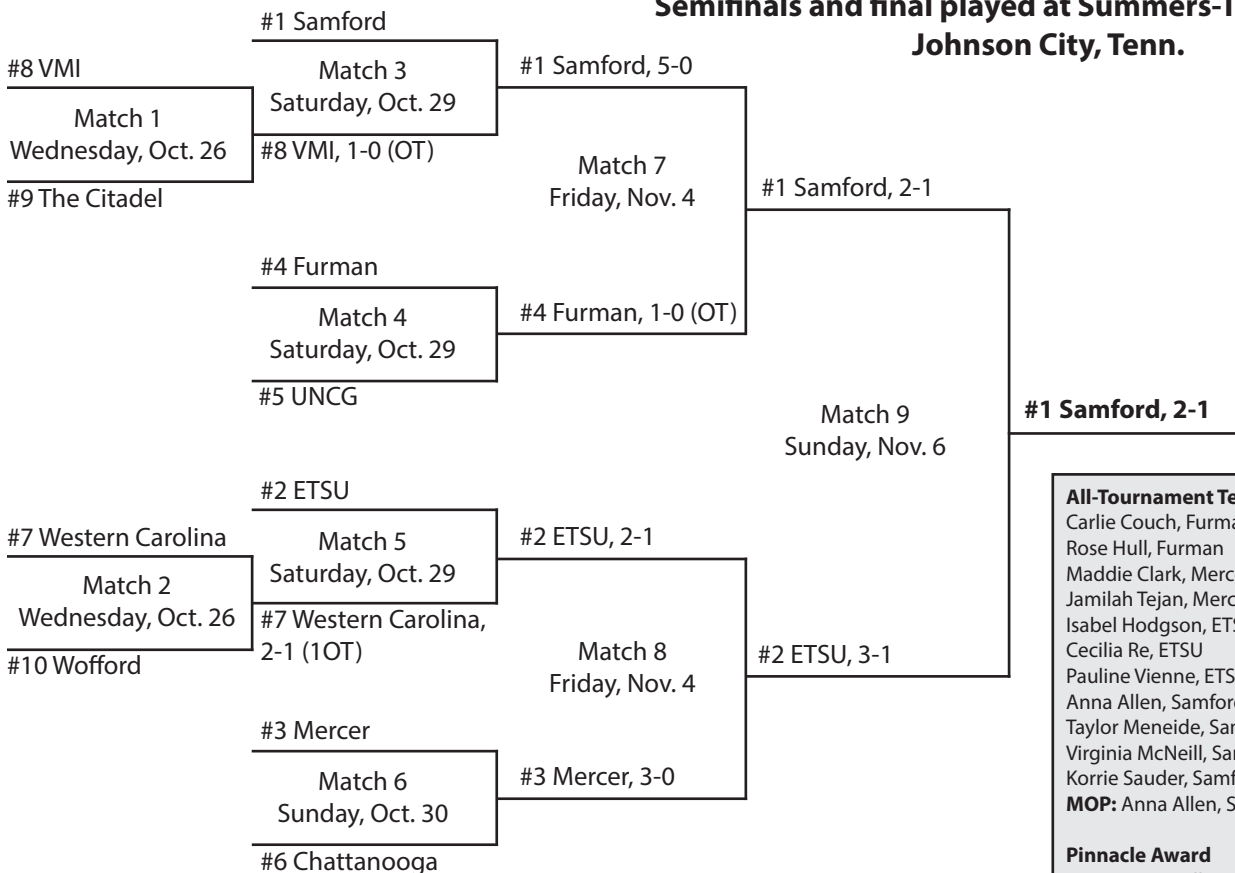 Semifinals and final played at Summers-T
Johnson City, Tenn.
#1 Samford
#8 VMI
Match 3
Saturday, Oct. 29
#1 Samford, 5-0
Match 1
Wednesday, Oct. 26
#8 VMI, 1-0 (OT)
#9 The Citadel
Match 7
Friday, Nov. 4
#1 Samford, 2-1
#4 Furman
Match 4
Saturday, Oct. 29
#4 Furman, 1-0 (OT)
#5 UNCG
Match 9
Sunday, Nov. 6
#1 Samford, 2-1
#2 ETSU
#7 Western Carolina
Match 5
Saturday, Oct. 29
#2 ETSU, 2-1
Match 2
Wednesday, Oct. 26
#7 Western Carolina,
2-1 (1OT)
#10 Wofford
Match 8
Friday, Nov. 4
#2 ETSU, 3-1
#3 Mercer
Match 6
Sunday, Oct. 30
#3 Mercer, 3-0
#6 Chattanooga
All-Tournament Te
Carlie Couch, Furma
Rose Hull, Furman
Maddie Clark, Merc
Jamilah Tejan, Merc
Isabel Hodgson, ETS
Cecilia Re, ETSU
Pauline Vienne, ETS
Anna Allen, Samford
Taylor Meneide, Sa
Virginia McNeill, Sa
Korrie Sauder, Samf
MOP: Anna Allen, S
Pinnacle Award